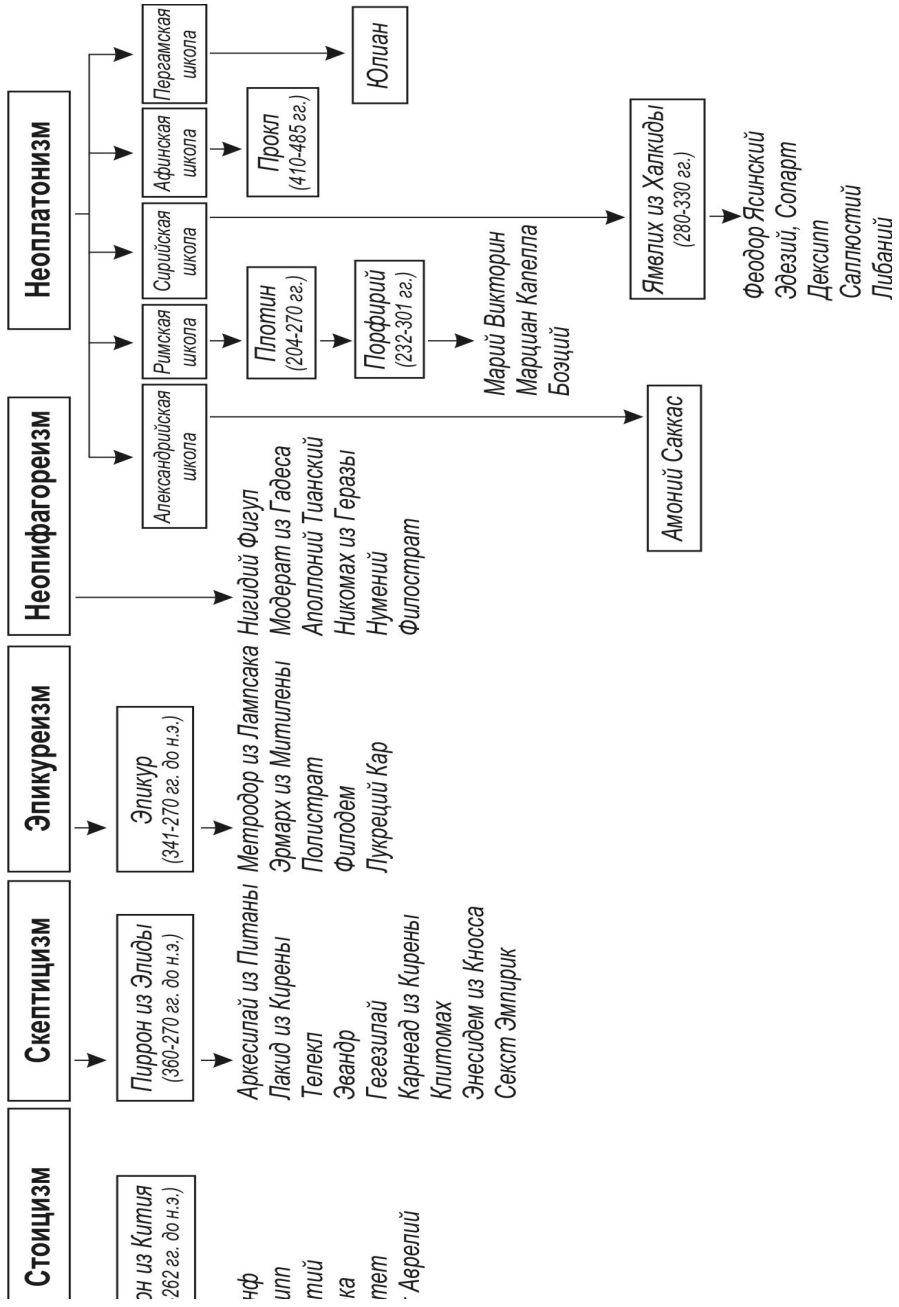 Стоицизм
он из Кития
262 гг. до н.э.)
нф
ипп
тий
ка
тет
Аврелий
Скептицизм
Пиррон из Элиды
(360-270 гг. до н.э.)
Аркесилай из Питаны
Лакид из Кирены
Телекл
Эвандр
Гегезилай
Карнеад из Кирены
Клитомах
Энесидем из Кносса
Секст Эмпирик
Эпикуреизм
Эпикур
(341-270 гг. до н.э.)
Метродор из Лампсака
Эрмарх из Митилены
Полистрат
Филодем
Лукреций Кар
Неопифагореизм
Нигидий Фигул
Модерат из Гадеса
Аполлоний Тианский
Никомах из Геразы
Нумений
Филострат
Неоплатонизм
Александрийская
школа
Амоний Саккас
Римская
школа
Плотин
(204-270 гг.)
Порфирий
(232-301 гг.)
Марий Викторин
Марциан Капелла
Боэций
Сирийская
школа
Ямвлих из Халкиды
(280-330 гг.)
Феодор Ясинский
Эдезий, Сопарт
Дексипп
Саллюстий
Либаний
Афинская
школа
Прокл
(410-485 гг.)
Пергамская
школа
Юлиан